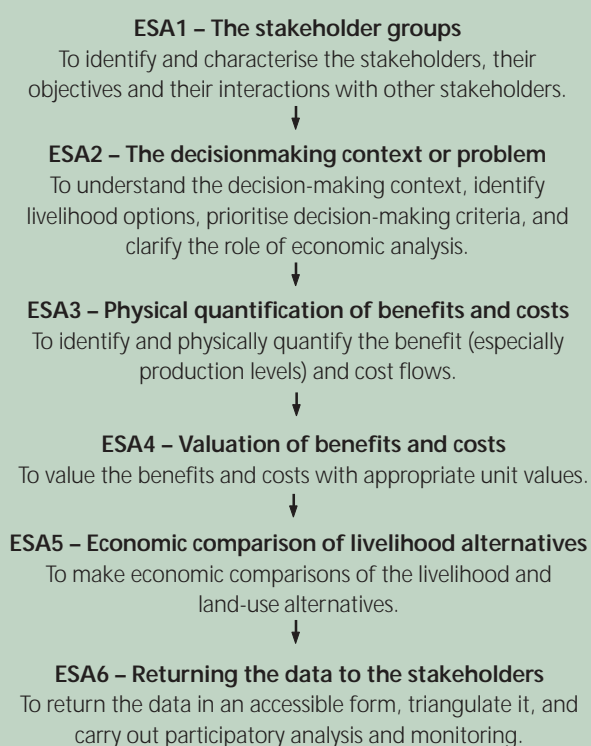 ESA1 – The stakeholder groups
To identify and characterise the stakeholders, their
objectives and their interactions with other stakeholders.
ESA2 – The decisionmaking context or problem
To understand the decision-making context, identify
livelihood options, prioritise decision-making criteria, and
clarify the role of economic analysis.
ESA3 – Physical quantification of benefits and costs
To identify and physically quantify the benefit (especially
production levels) and cost flows.
ESA4 – Valuation of benefits and costs
To value the benefits and costs with appropriate unit values.
ESA5 – Economic comparison of livelihood alternatives
To make economic comparisons of the livelihood and
land-use alternatives.
ESA6 – Returning the data to the stakeholders
To return the data in an accessible form, triangulate it, and
carry out participatory analysis and monitoring.